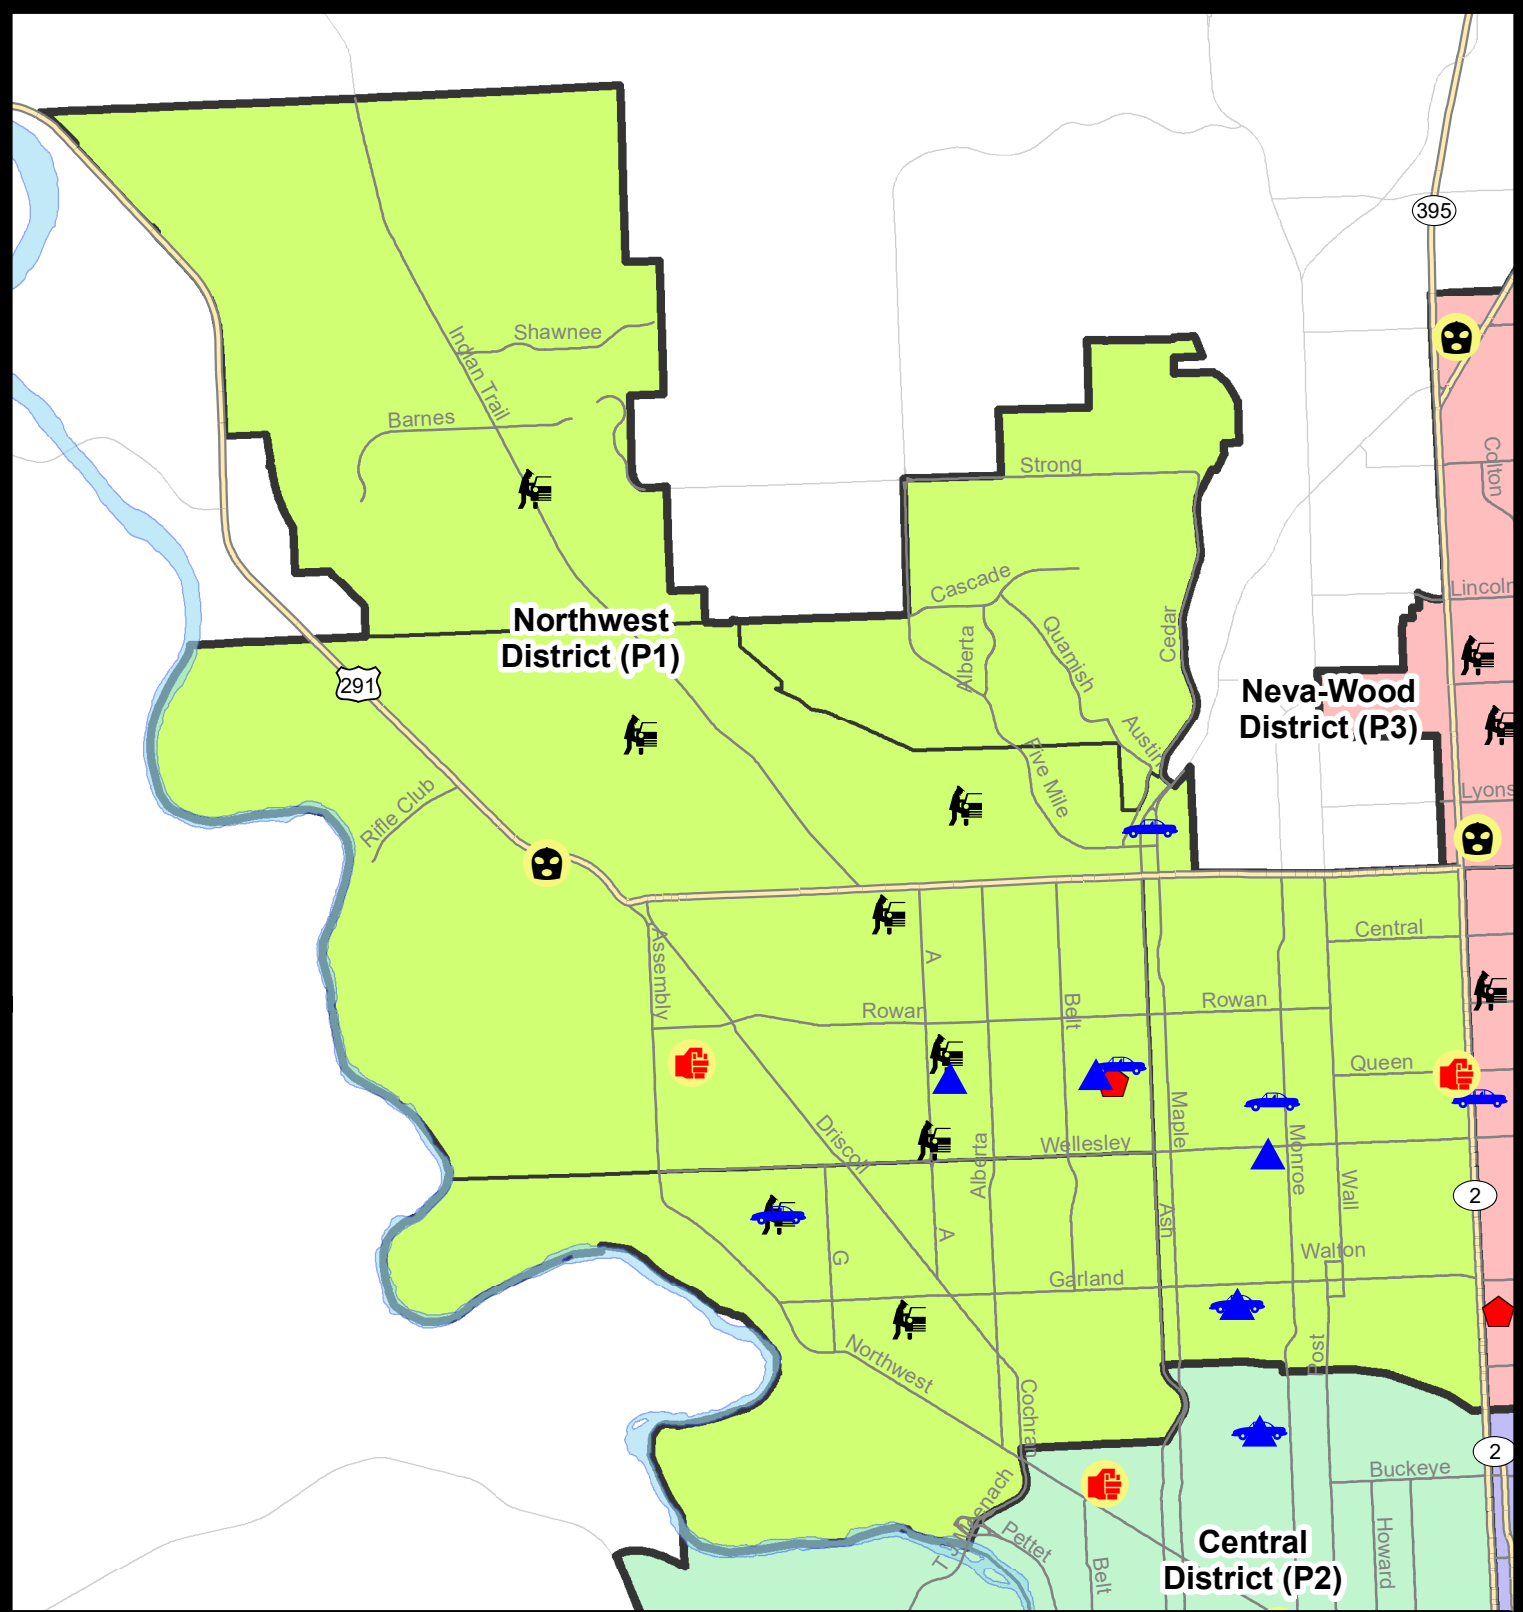 395
Shawnee
Indian Trail
Barnes
Colton
Strong
Cascade
Lincoln
Northwest
District (P1)
Alberta
Quamish
Cedar
291
Neva-Wood
District (P3)
Austin
Five Mile
Rifle Club
Lyons
Central
Assembly
A
Rowan
Belt
Rowan
Queen
Maple
Driscoll
Wellesley
Monroe
Alberta
Wall
2
Ash
A
G
Walton
Garland
Northwest
Post
Cochran
2
Buckeye
T J Meenach
Pettet
Howard
Belt
Central
District (P2)